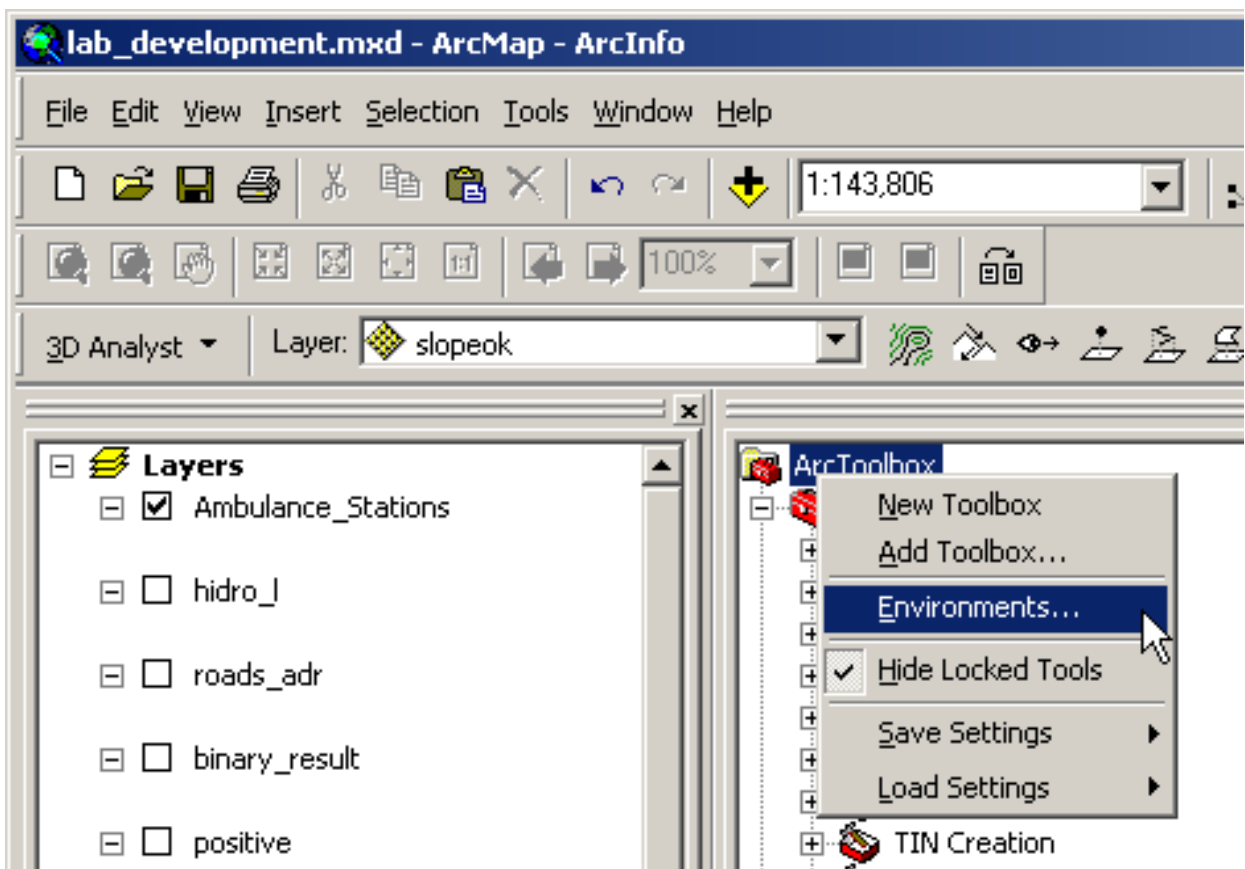 lab_development.mxd - ArcMap - ArcInfo
File Edit View Insert Selection Tools Window Help
1:143,806
1:1 100%
3D Analyst Layer: slopeok
Layers
Ambulance_Stations
hidro_l
roads_adr
binary_result
positive
ArcToolbox
New Toolbox
Add Toolbox...
Environments...
Hide Locked Tools
Save Settings
Load Settings
TIN Creation